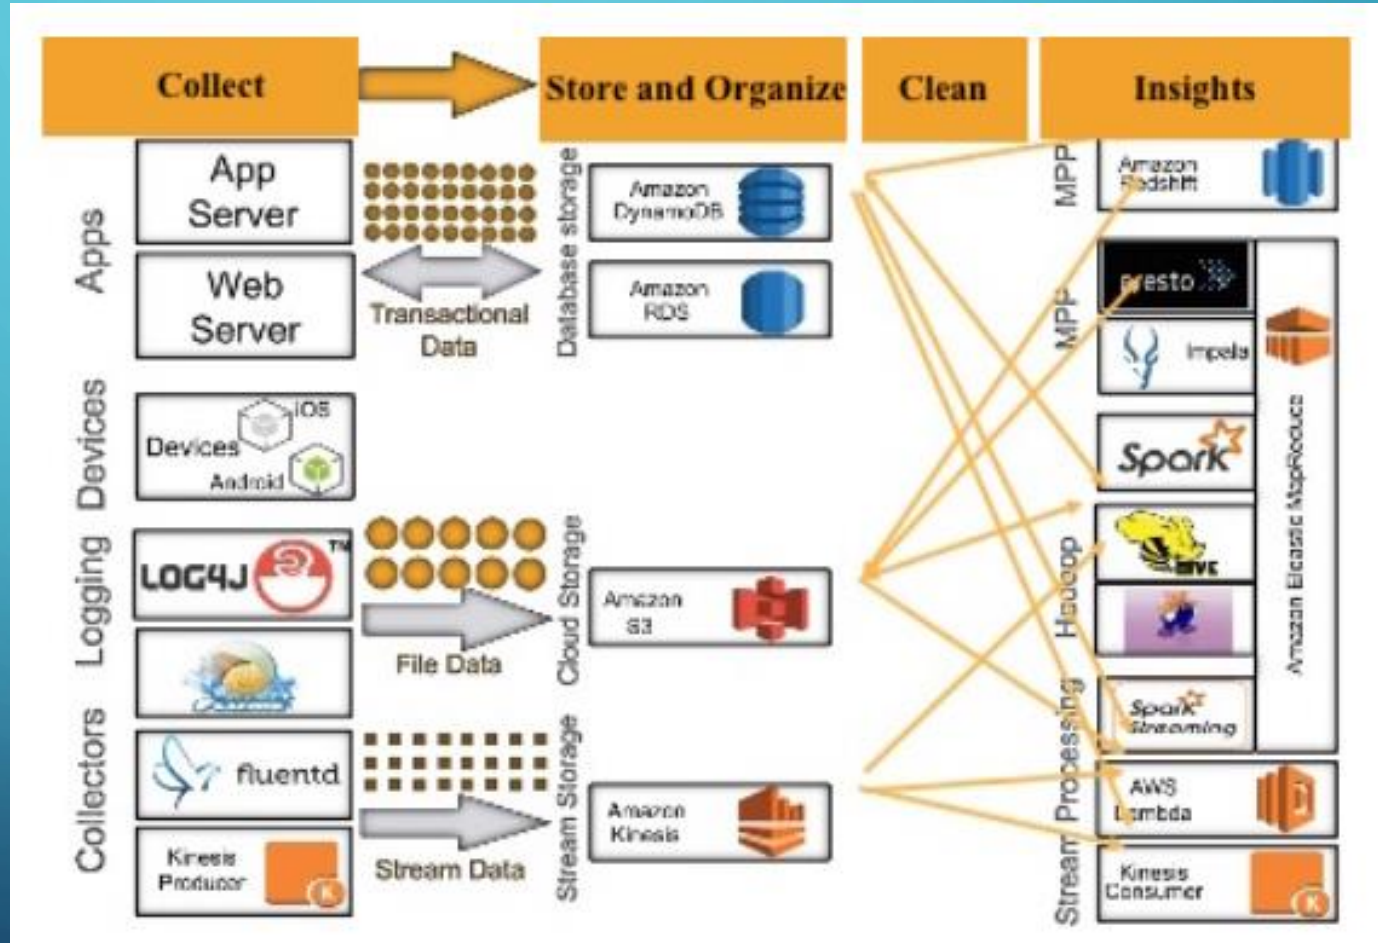 Collect
Store and Organize
Clean
Insights
Apps
App
Server
Web
Server
Transactional
Data
Database storage
Amazon
DynamoDB
Amazon
RDS
MPP
Amazon
Redshift
MPP
presto
Impala
Amazon Elastic MapReduce
Devices
Devices
iOS
Android
Spark
Logging
LOG4J
TM
File Data
Cloud Storage
Amazon
S3
Hadoop
HIVE
Collectors
fluentd
Kinesis
Producer
Stream Data
Stream Storage
Amazon
Kinesis
Stream Processing
Spark
Streaming
AWS
Lambda
Kinesis
Consumer
K
K